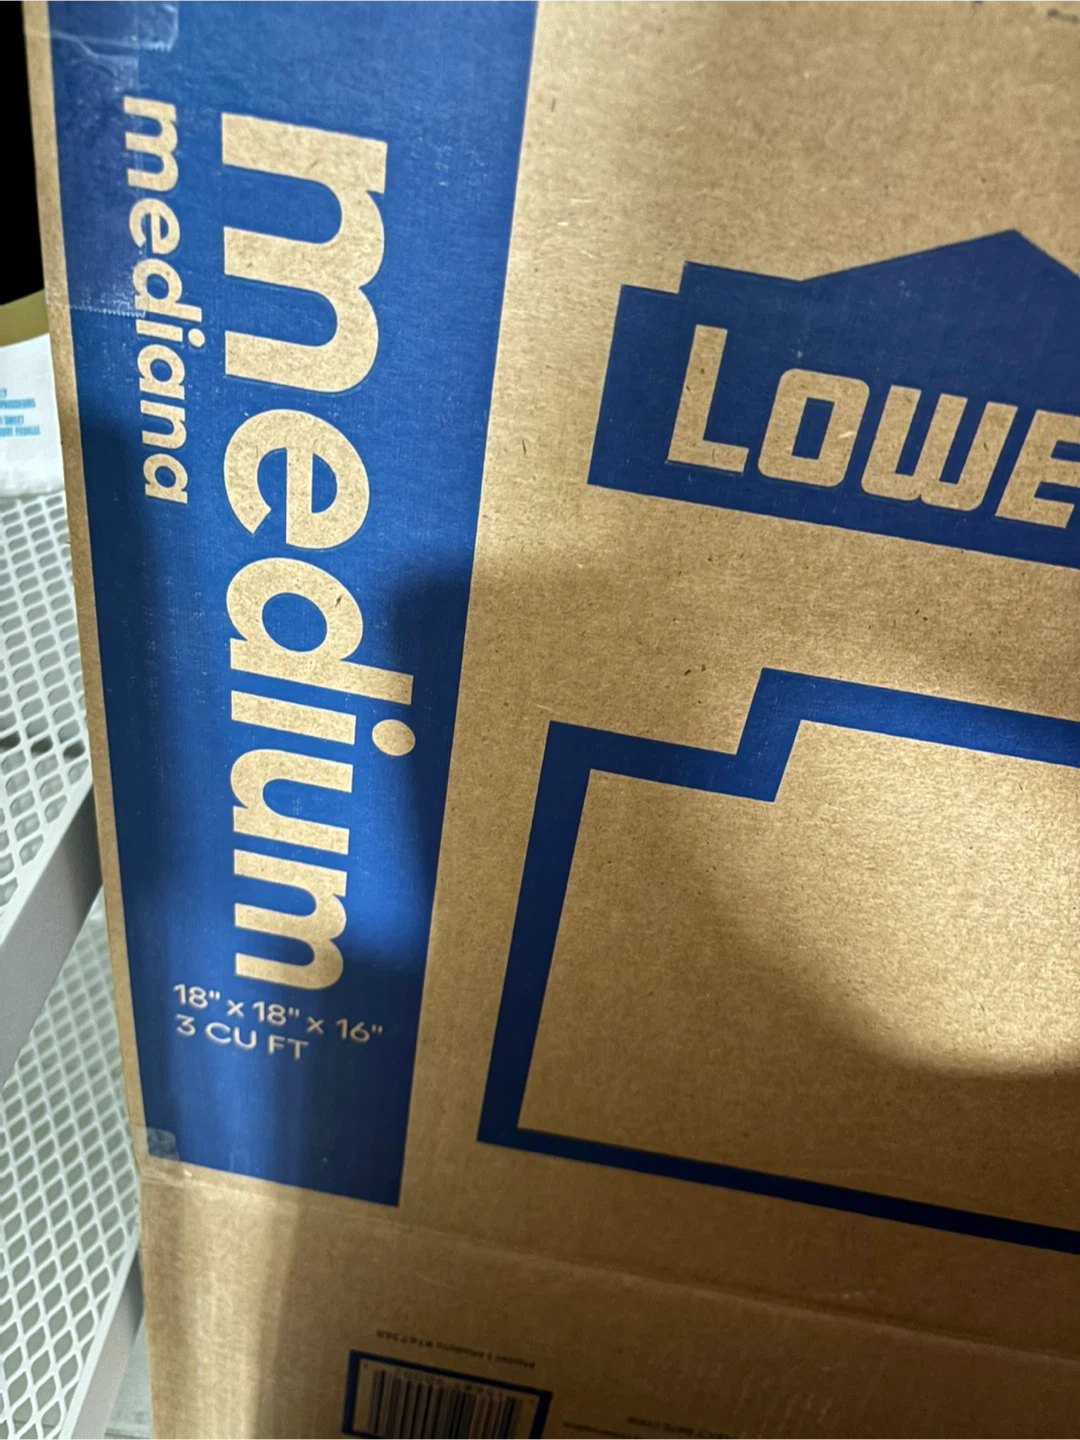 medium
mediana
18" x 18" x 16"
3 CU FT
LOWE